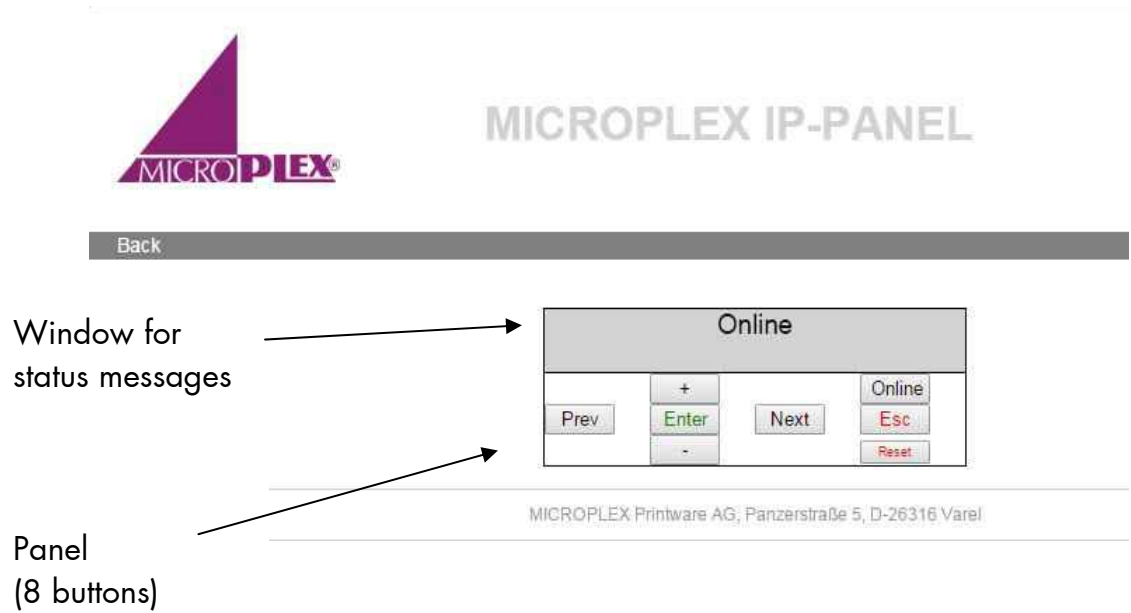 MICROPLEX®
MICROPLEX IP-PANEL
Back
Window for
status messages
Online
+
Online
Prev
Enter
Next
Esc
-
Reset
MICROPLEX Printware AG, Panzerstraße 5, D-26316 Varel
Panel
(8 buttons)